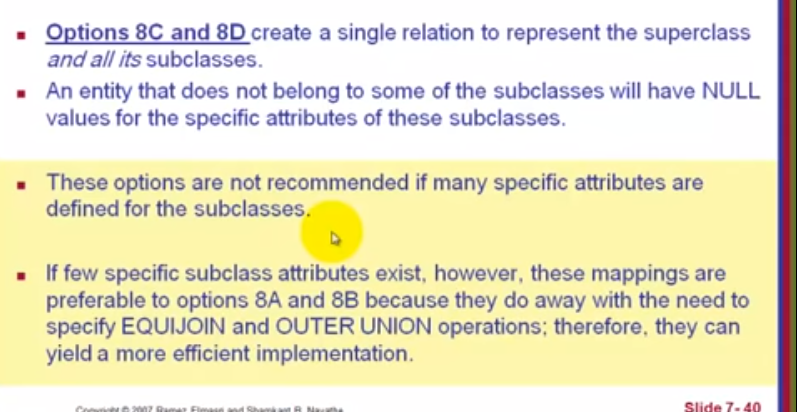 Options 8C and 8D create a single relation to represent the superclass
and all its subclasses.
An entity that does not belong to some of the subclasses will have NULL
values for the specific attributes of these subclasses.
These options are not recommended if many specific attributes are
defined for the subclasses.
If few specific subclass attributes exist, however, these mappings are
preferable to options 8A and 8B because they do away with the need to
specify EQUIJOIN and OUTER UNION operations; therefore, they can
yield a more efficient implementation.
Copyright © 2007 Ramez Elmasri and Shamkant B. Navathe
Slide 7- 40